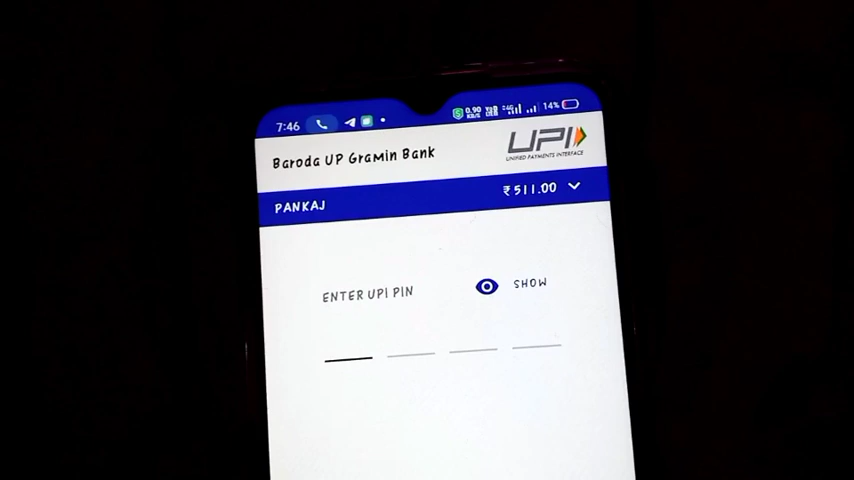 7:46 0.90 KB/S 14%
Baroda UP Gramin Bank
UPI
UNIFIED PAYMENTS INTERFACE
PANKAJ ₹511.00
ENTER UPI PIN SHOW